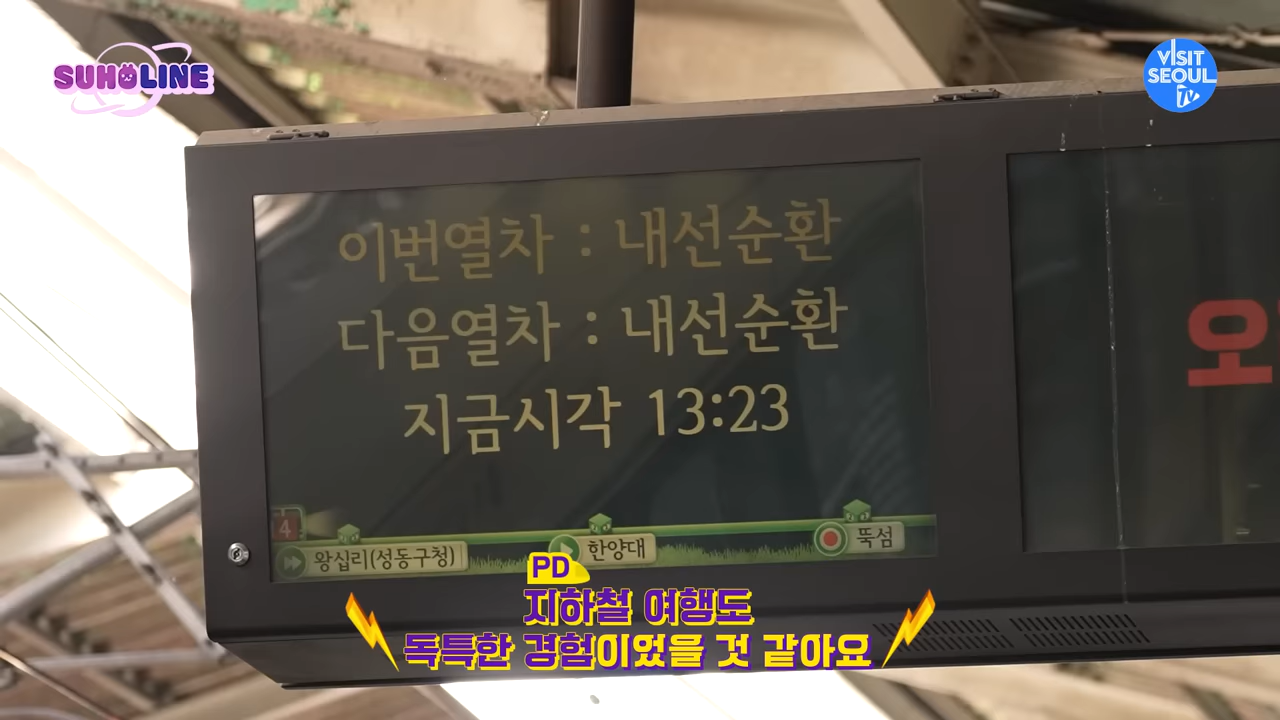 SUHOLINE
VISIT
SEOUL
TV
이번열차 : 내선순환
다음열차 : 내선순환
지금시각 13:23
오
4
왕십리(성동구청)
한양대
뚝섬
PD
지하철 여행도
독특한 경험이었을 것 같아요